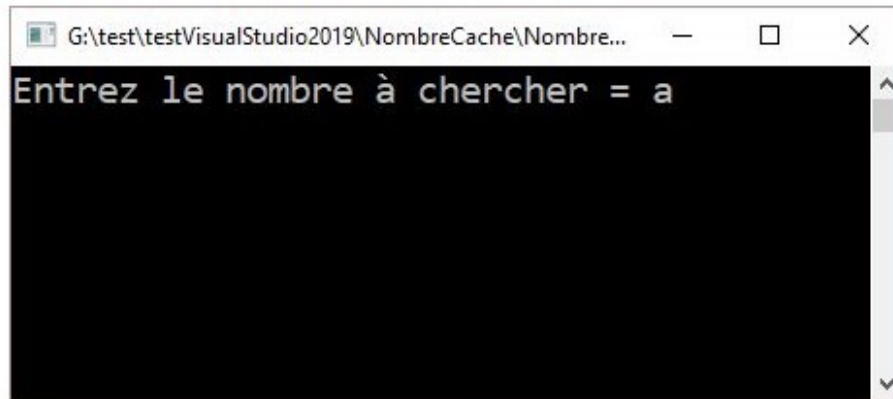 G:\test\testVisualStudio2019\NombreCache\Nombre...
Entrez le nombre à chercher = a